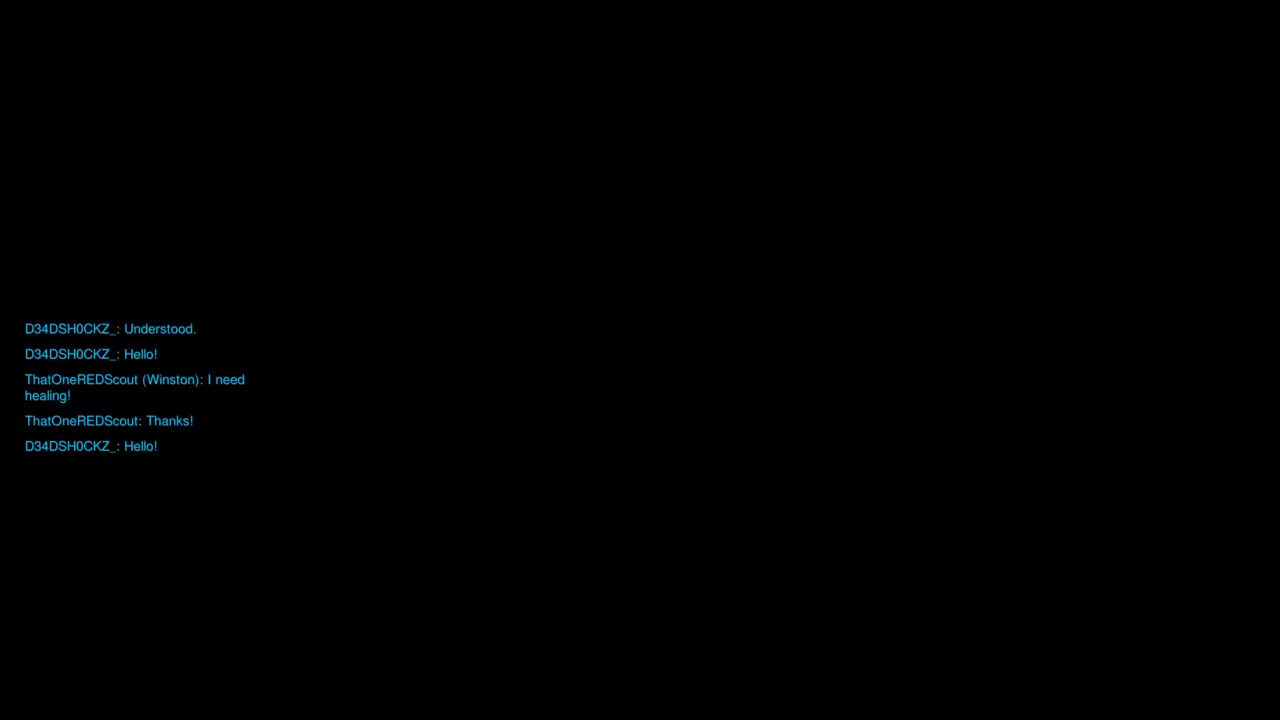 D34DSH0CKZ_: Understood.
D34DSH0CKZ_: Hello!
ThatOneREDScout (Winston): I need
healing!
ThatOneREDScout: Thanks!
D34DSH0CKZ_: Hello!